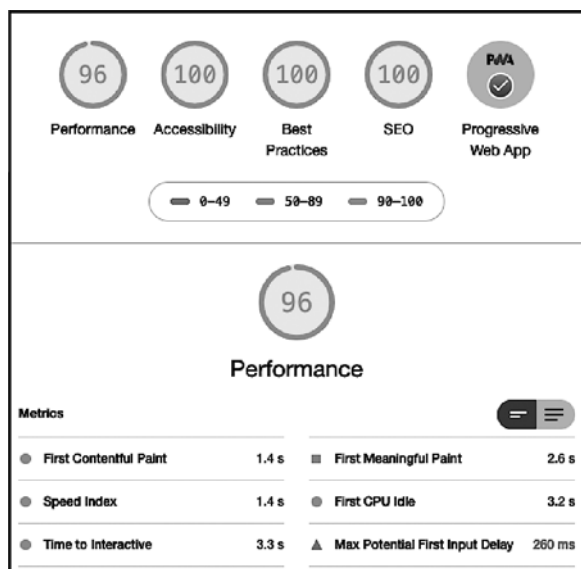 96
100
100
100
PWA
Performance
Accessibility
Best
Practices
SEO
Progressive
Web App
0–49
50–89
90–100
96
Performance
Metrics
First Contentful Paint 1.4 s
First Meaningful Paint 2.6 s
Speed Index 1.4 s
First CPU Idle 3.2 s
Time to Interactive 3.3 s
Max Potential First Input Delay 260 ms